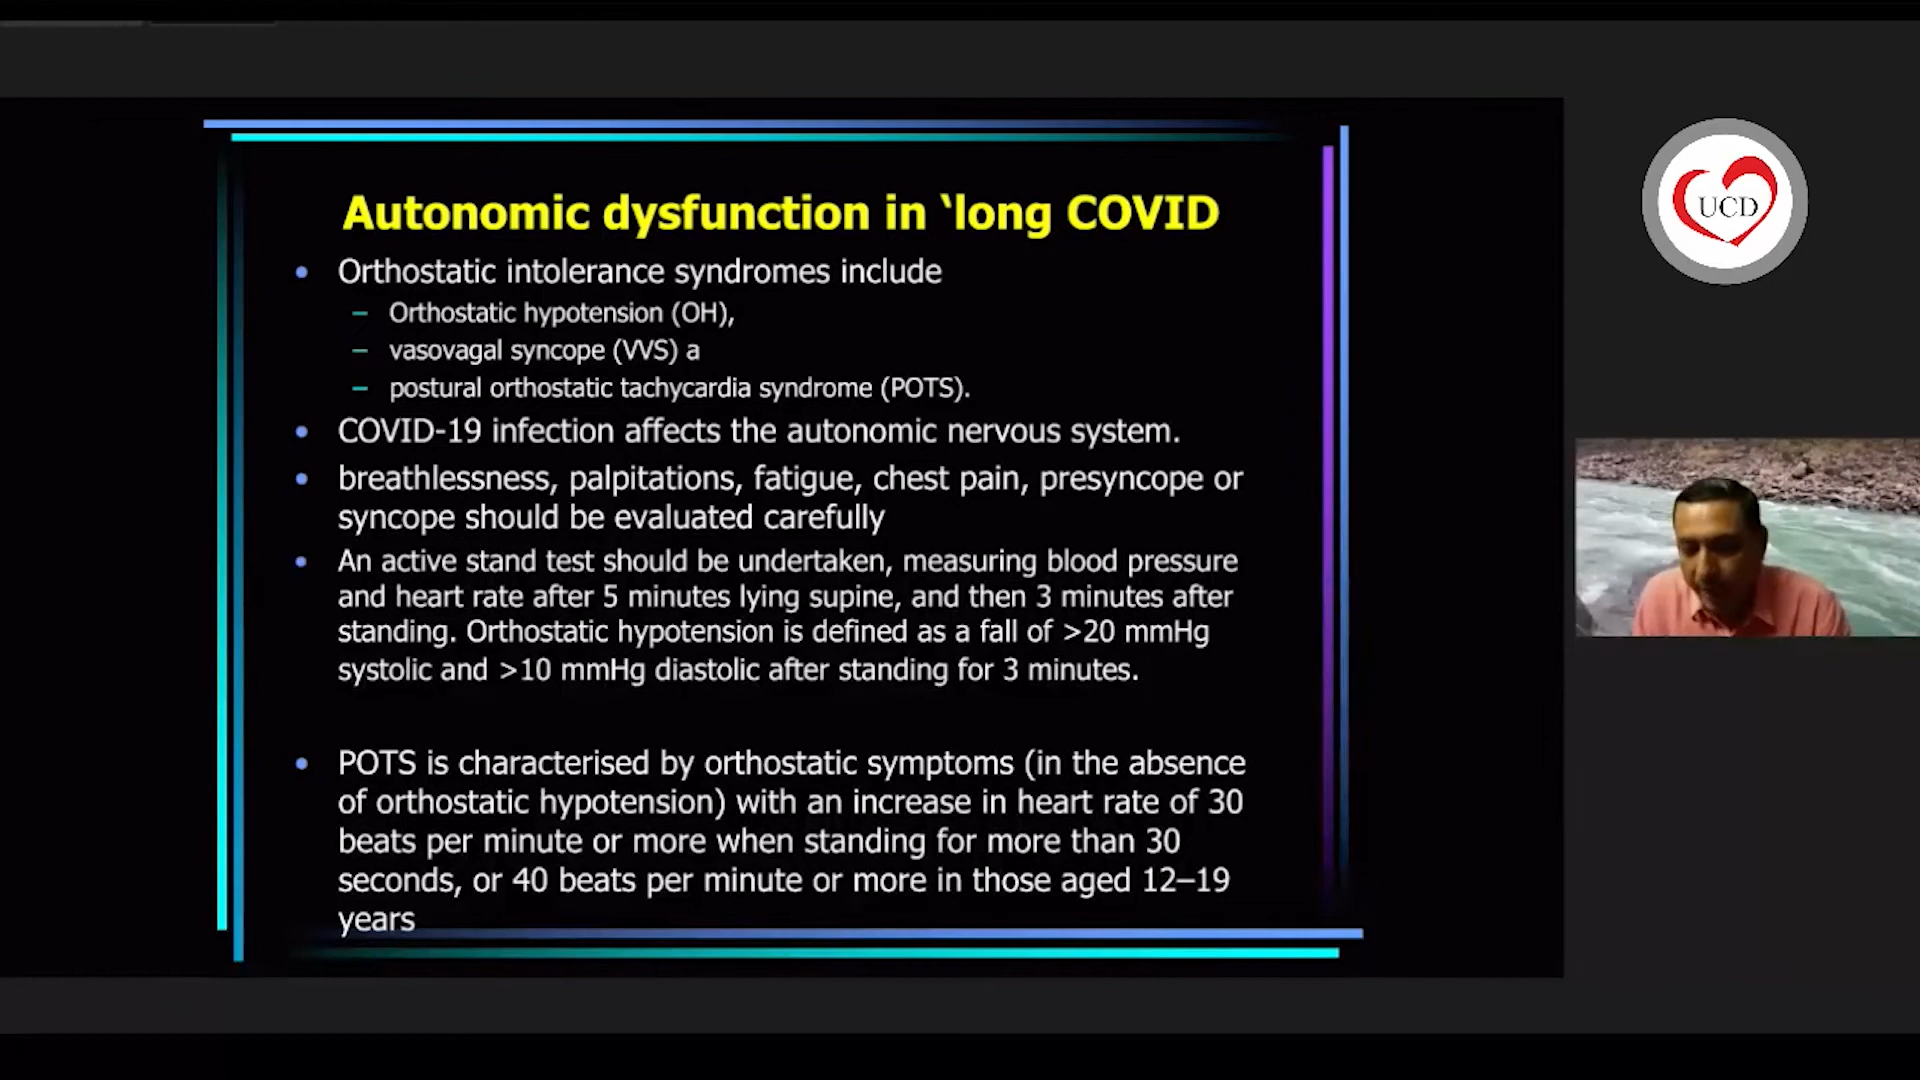 Autonomic dysfunction in ‘long COVID
• Orthostatic intolerance syndromes include
– Orthostatic hypotension (OH),
– vasovagal syncope (VVS) a
– postural orthostatic tachycardia syndrome (POTS).
• COVID-19 infection affects the autonomic nervous system.
• breathlessness, palpitations, fatigue, chest pain, presyncope or
syncope should be evaluated carefully
• An active stand test should be undertaken, measuring blood pressure
and heart rate after 5 minutes lying supine, and then 3 minutes after
standing. Orthostatic hypotension is defined as a fall of >20 mmHg
systolic and >10 mmHg diastolic after standing for 3 minutes.
• POTS is characterised by orthostatic symptoms (in the absence
of orthostatic hypotension) with an increase in heart rate of 30
beats per minute or more when standing for more than 30
seconds, or 40 beats per minute or more in those aged 12–19
years
UCD